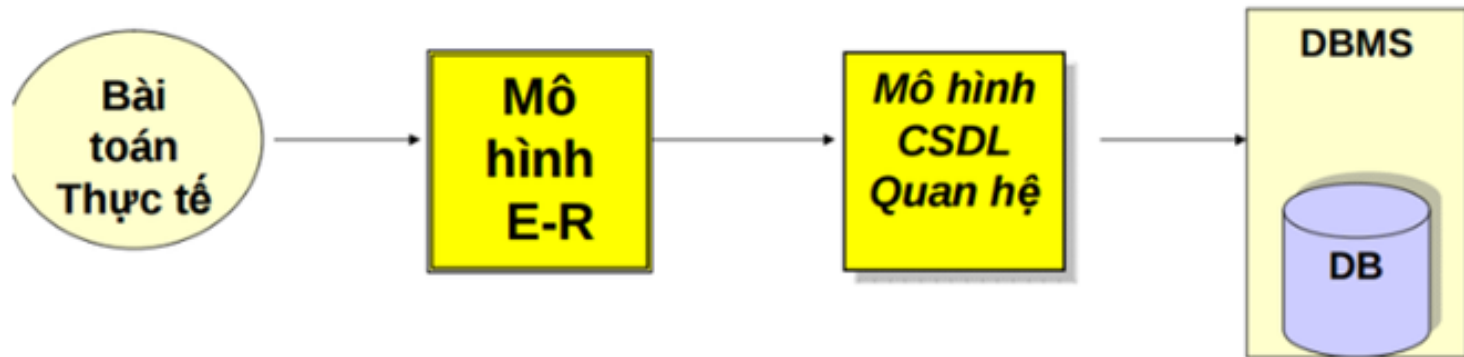 Bài
toán
Thực tế
Mô
hình
E-R
Mô hình
CSDL
Quan hệ
DBMS
DB